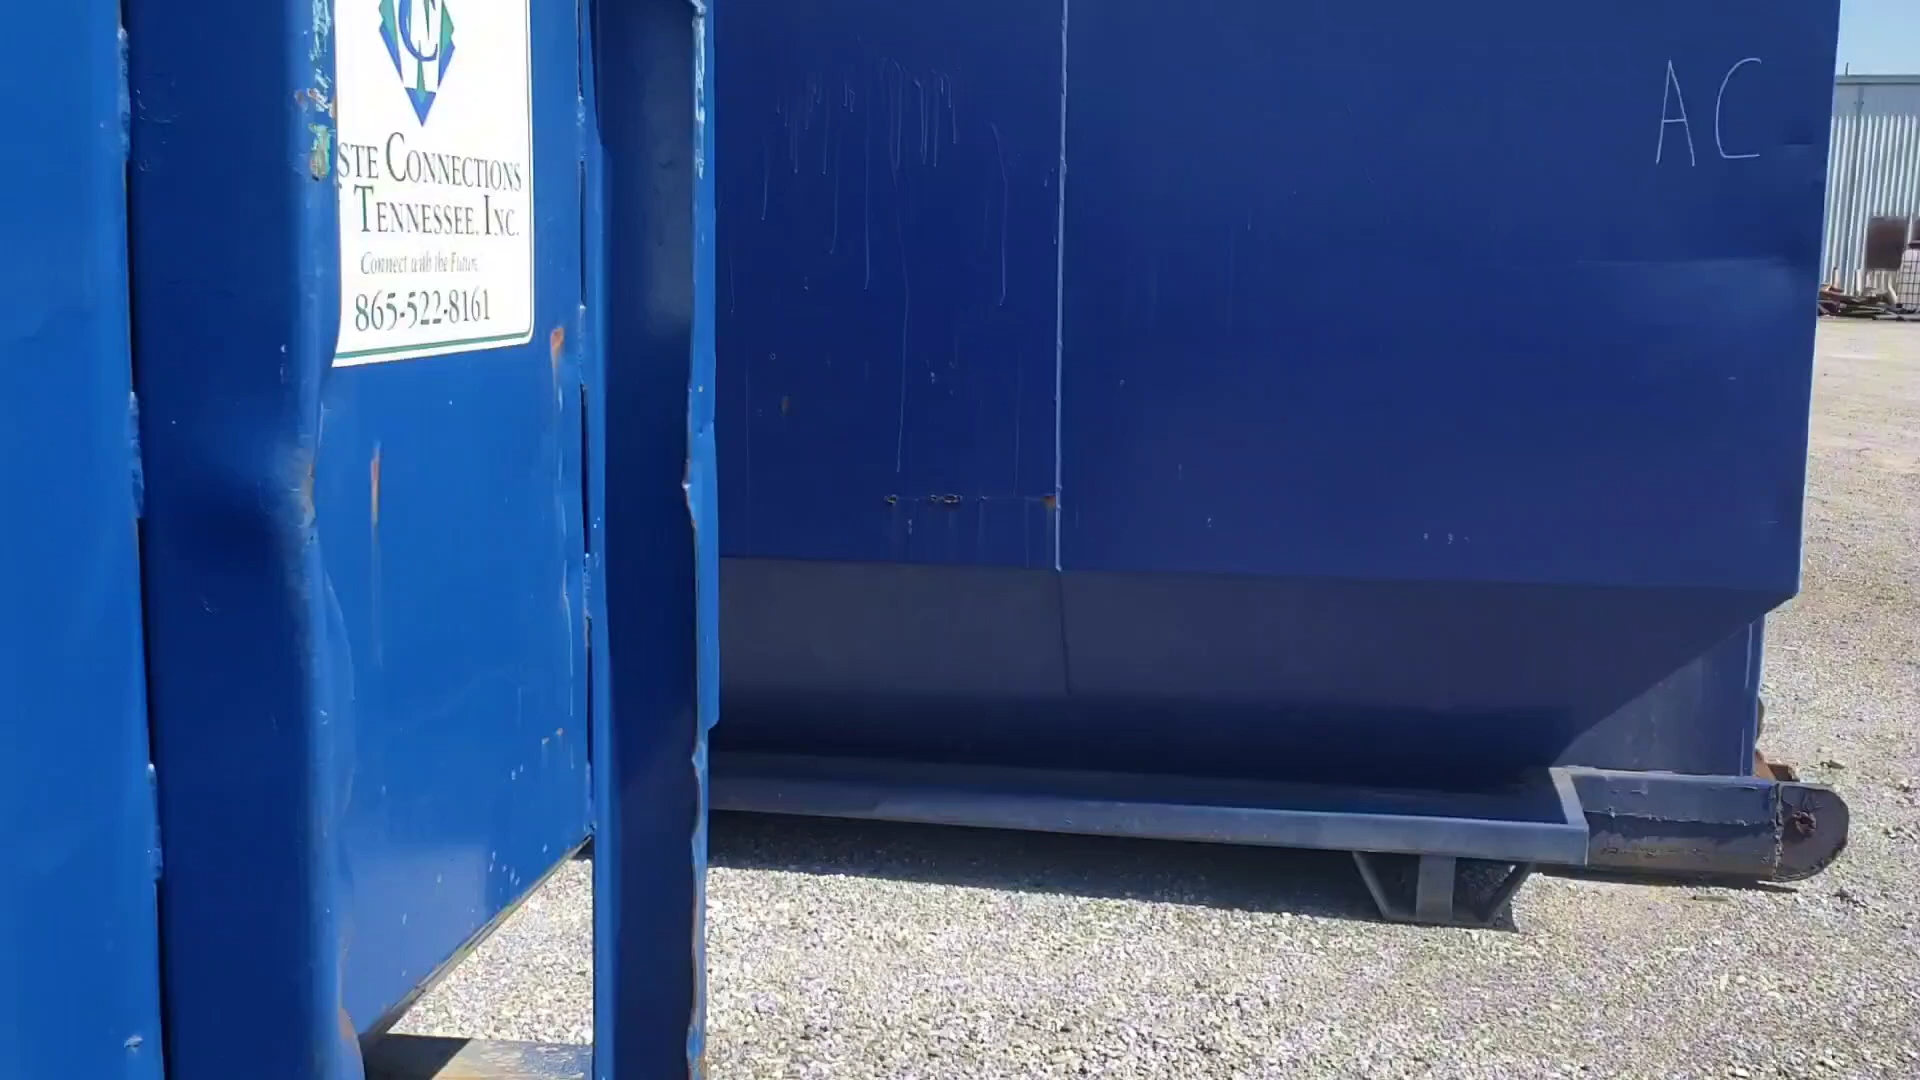 STE CONNECTIONS
TENNESSEE, INC.
Connect with the Future
865-522-8161
AC